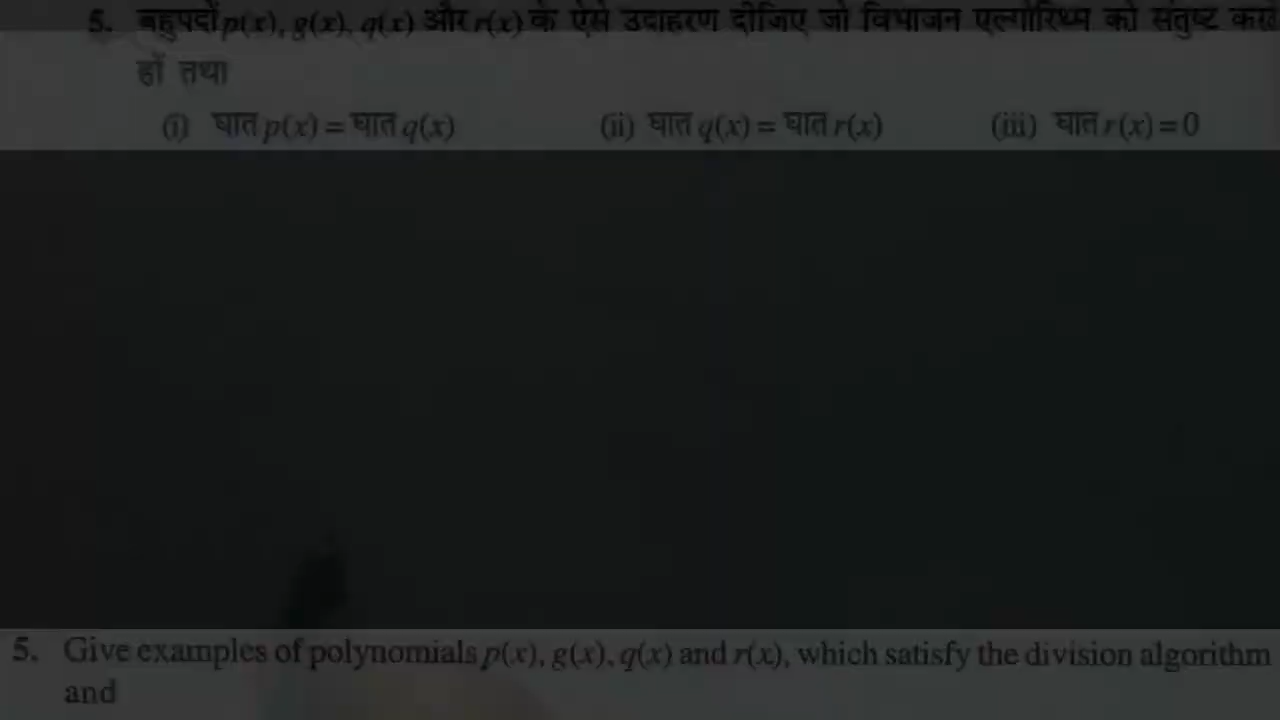 5. बहुपदों p(x), g(x), q(x) और r(x) के ऐसे उदाहरण दीजिए जो विभाजन एल्गोरिथ्म को संतुष्ट करते
हों तथा
(i) घात p(x) = घात q(x) (ii) घात q(x) = घात r(x) (iii) घात r(x) = 0
5. Give examples of polynomials p(x), g(x), q(x) and r(x), which satisfy the division algorithm
and